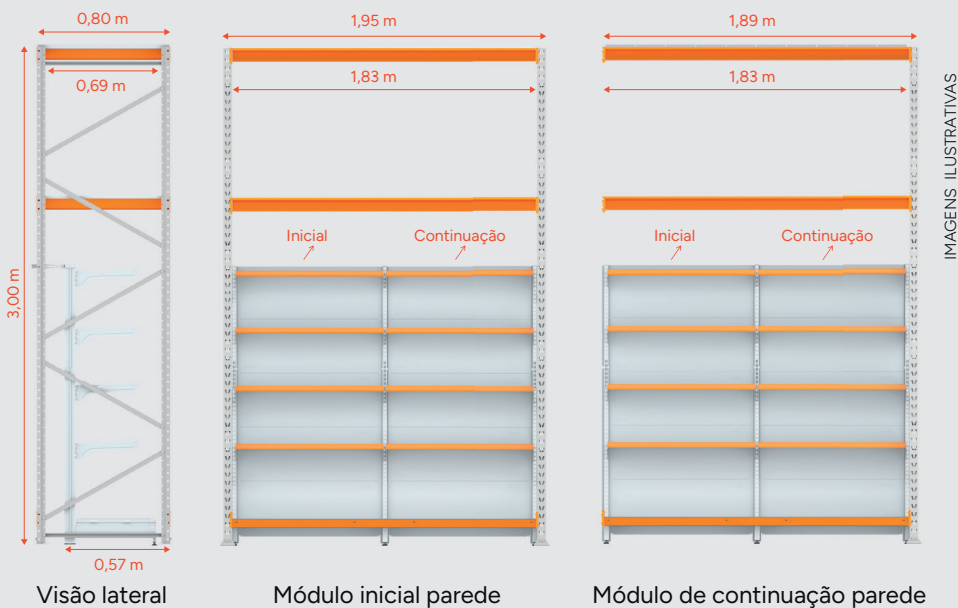 0,80 m
0,69 m
3,00 m
0,57 m
Visão lateral
1,95 m
1,83 m
Inicial
Continuação
Módulo inicial parede
1,89 m
1,83 m
Inicial
Continuação
Módulo de continuação parede
IMAGENS ILUSTRATIVAS